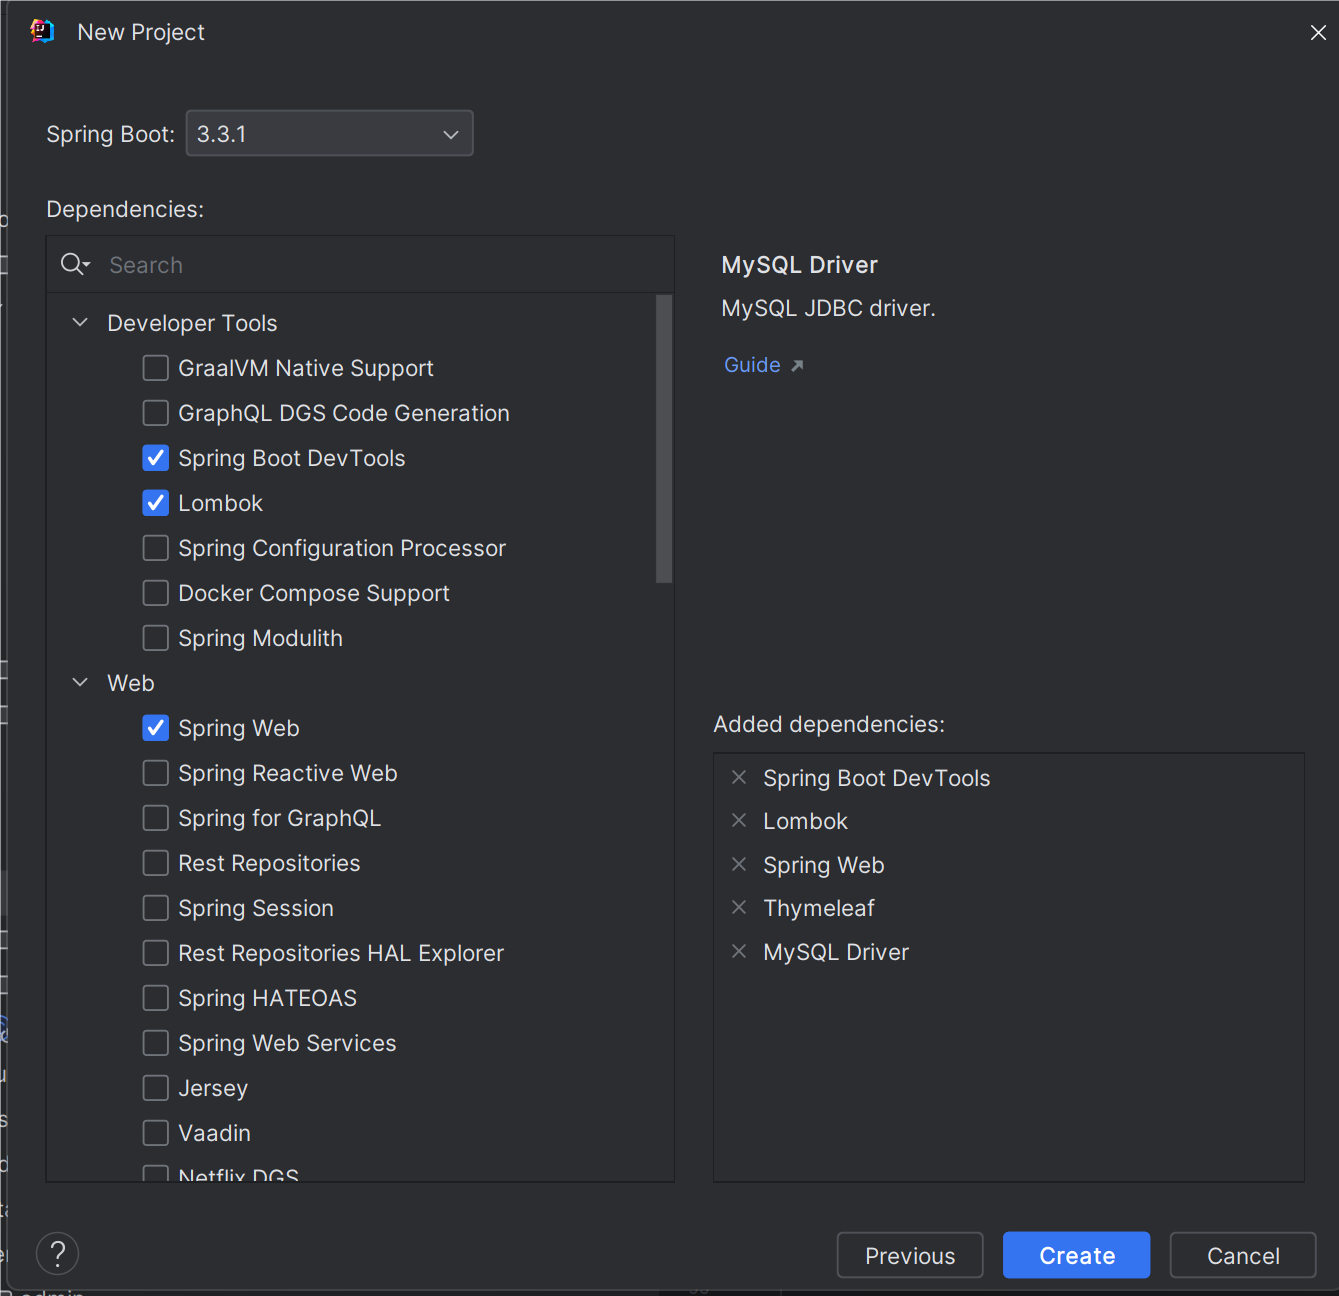 New Project
Spring Boot: 3.3.1
Dependencies:
Search
Developer Tools
GraalVM Native Support
GraphQL DGS Code Generation
Spring Boot DevTools
Lombok
Spring Configuration Processor
Docker Compose Support
Spring Modulith
Web
Spring Web
Spring Reactive Web
Spring for GraphQL
Rest Repositories
Spring Session
Rest Repositories HAL Explorer
Spring HATEOAS
Spring Web Services
Jersey
Vaadin
Netflix DGS
MySQL Driver
MySQL JDBC driver.
Guide
Added dependencies:
Spring Boot DevTools
Lombok
Spring Web
Thymeleaf
MySQL Driver
?
Previous
Create
Cancel